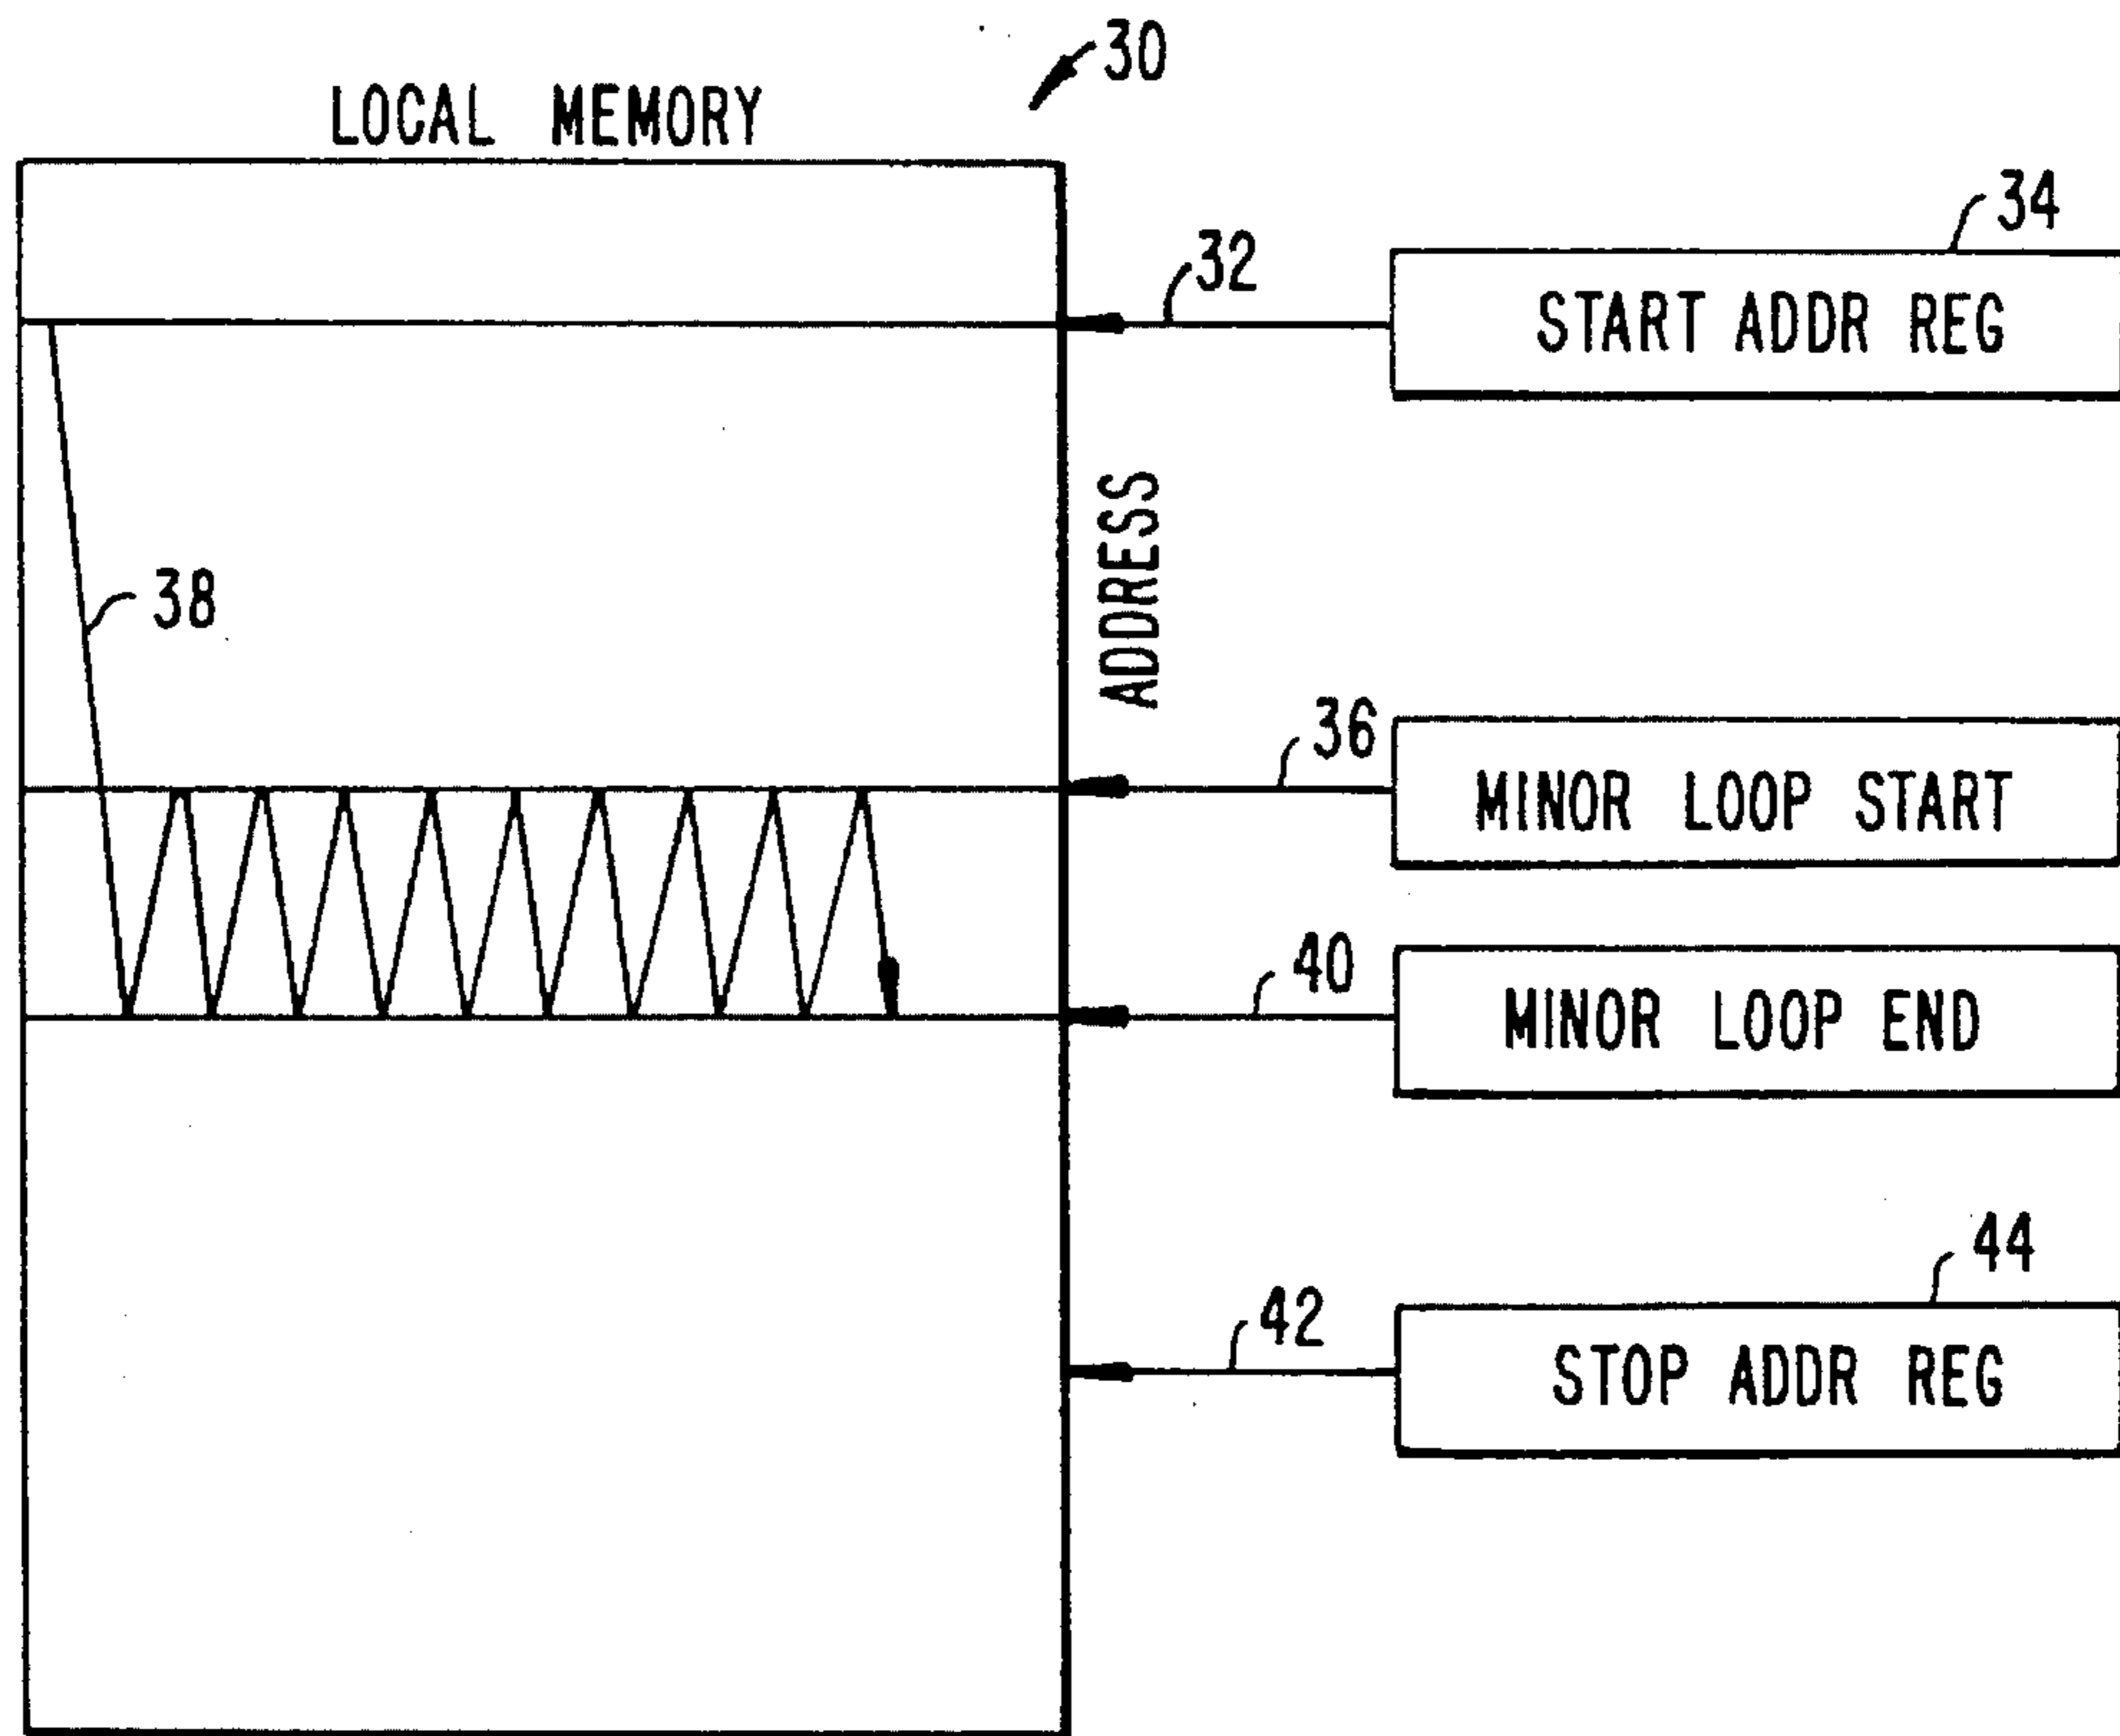 30
LOCAL MEMORY
34
32
START ADDR REG
ADDRESS
38
36
MINOR LOOP START
40
MINOR LOOP END
44
42
STOP ADDR REG